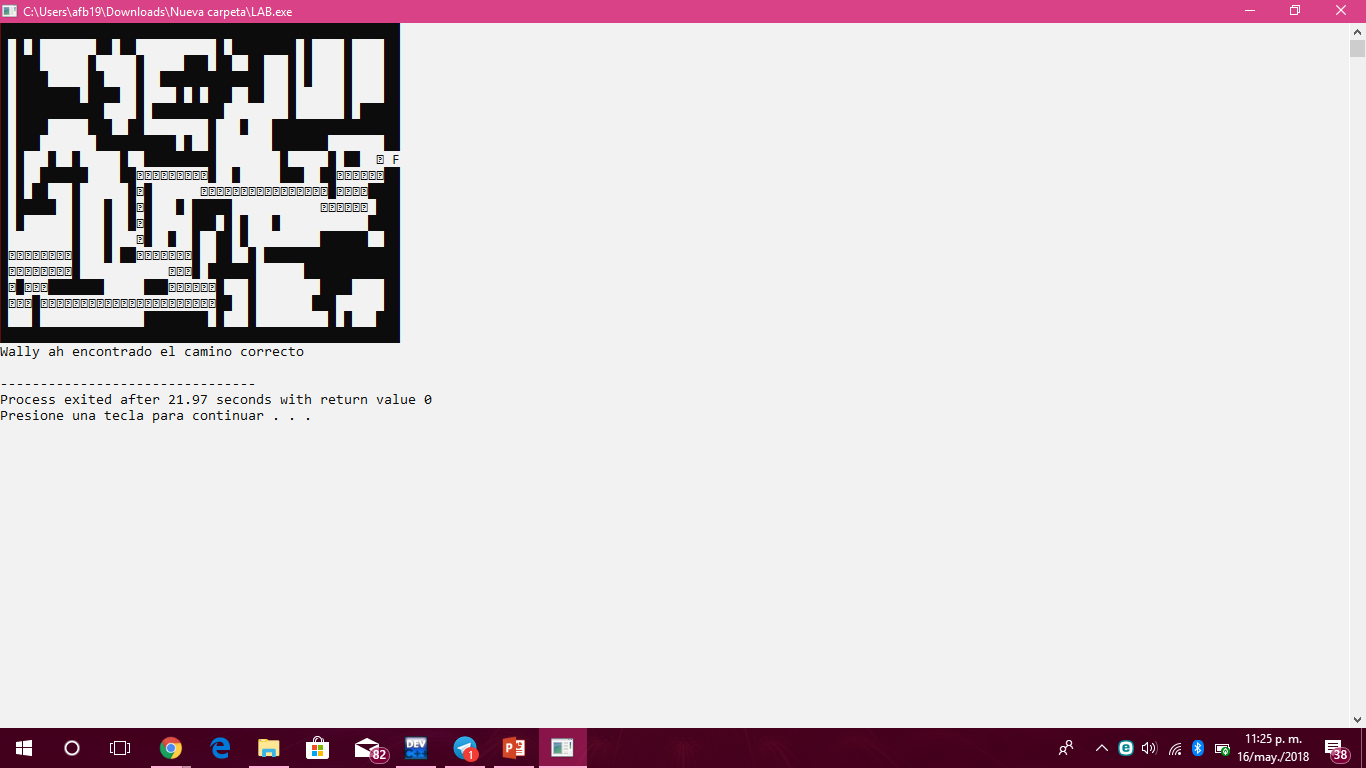 C:\Users\afb19\Downloads\Nueva carpeta\LAB.exe
F
Wally ah encontrado el camino correcto
--------------------------------
Process exited after 21.97 seconds with return value 0
Presione una tecla para continuar . . .
82
DEV
1
11:25 p. m.
16/may./2018
38